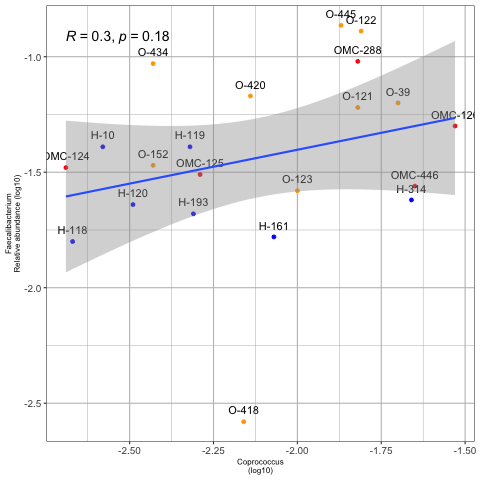 R = 0.3, p = 0.18
O-445
O-122
O-434
OMC-288
O-420
O-39
O-121
OMC-126
H-10
H-119
OMC-124
O-152
OMC-125
OMC-446
O-123
H-314
H-120
H-193
H-118
H-161
O-418
-1.0
-1.5
-2.0
-2.5
-2.50
-2.25
-2.00
-1.75
-1.50
Faecalibacterium
Relative abundance (log10)
Coprococcus
(log10)